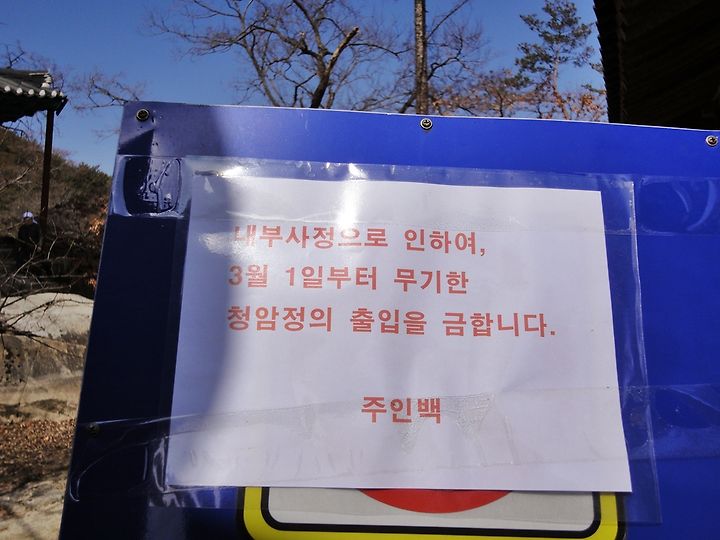 내부사정으로 인하여,
3월 1일부터 무기한
청암정의 출입을 금합니다.
주인백